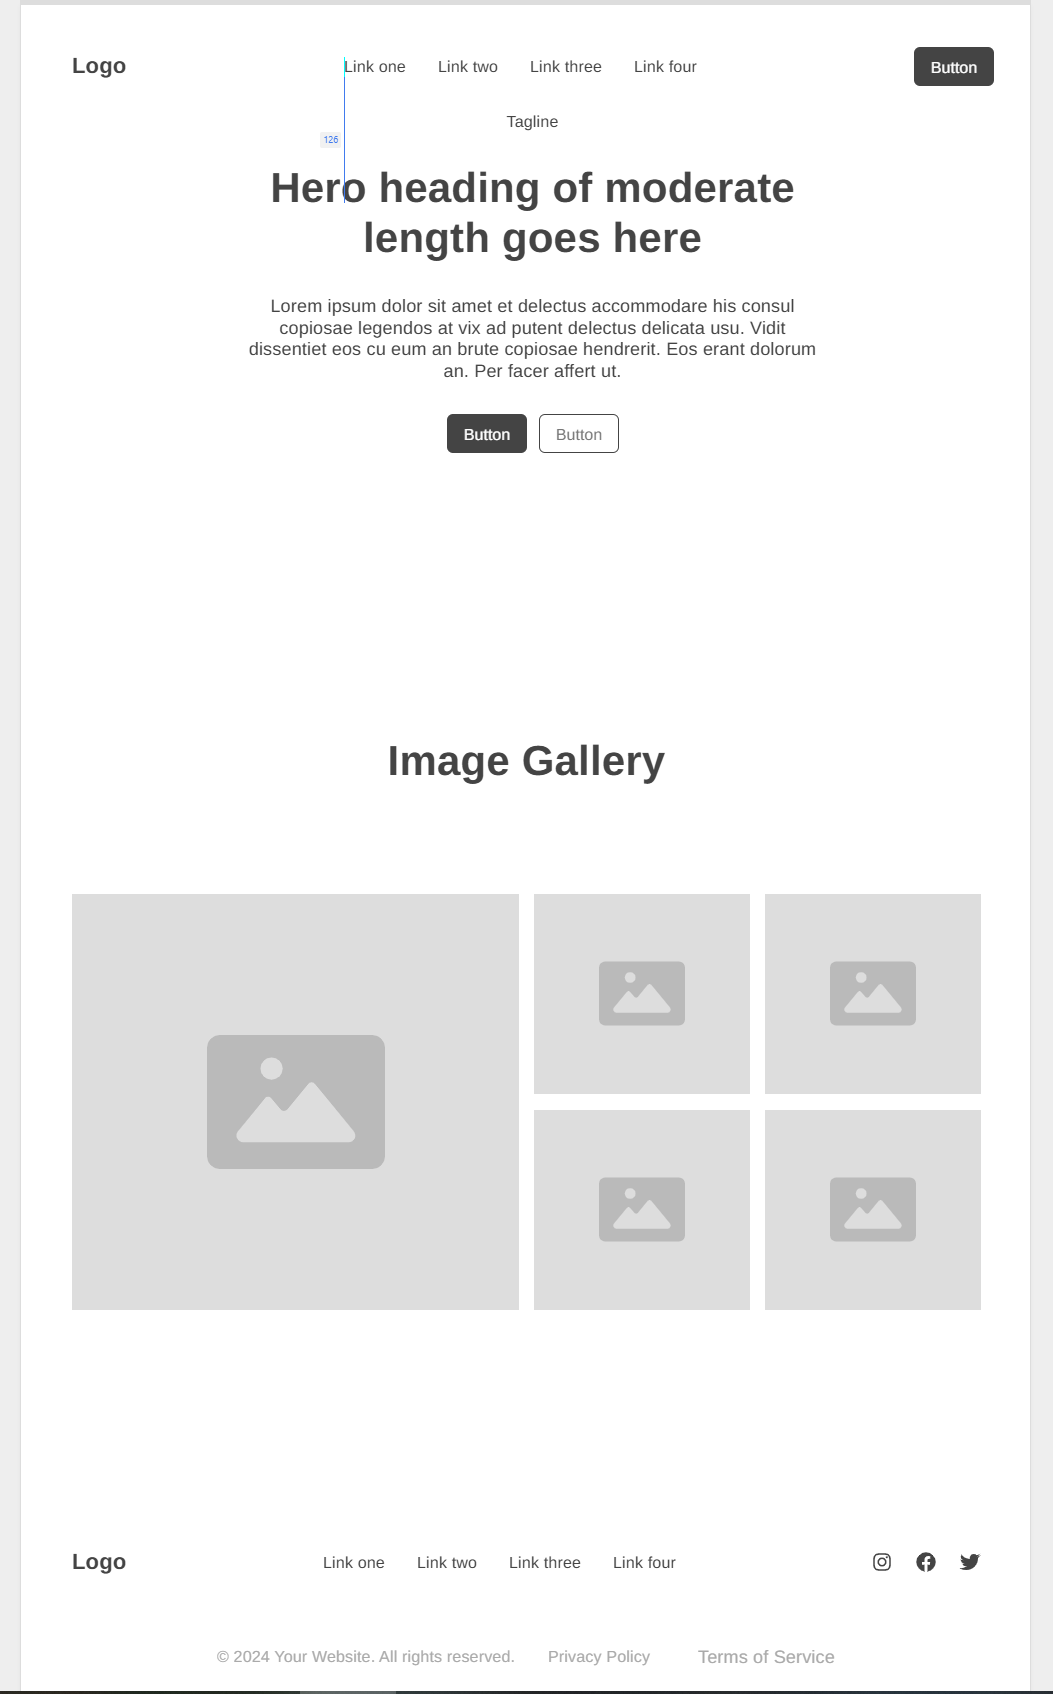 Logo
Link one
Link two
Link three
Link four
Button
Tagline
126
Hero heading of moderate
length goes here
Lorem ipsum dolor sit amet et delectus accommodare his consul
copiosae legendos at vix ad putent delectus delicata usu. Vidit
dissentiet eos cu eum an brute copiosae hendrerit. Eos erant dolorum
an. Per facer affert ut.
Button
Button
Image Gallery
Logo
Link one
Link two
Link three
Link four
© 2024 Your Website. All rights reserved.
Privacy Policy
Terms of Service